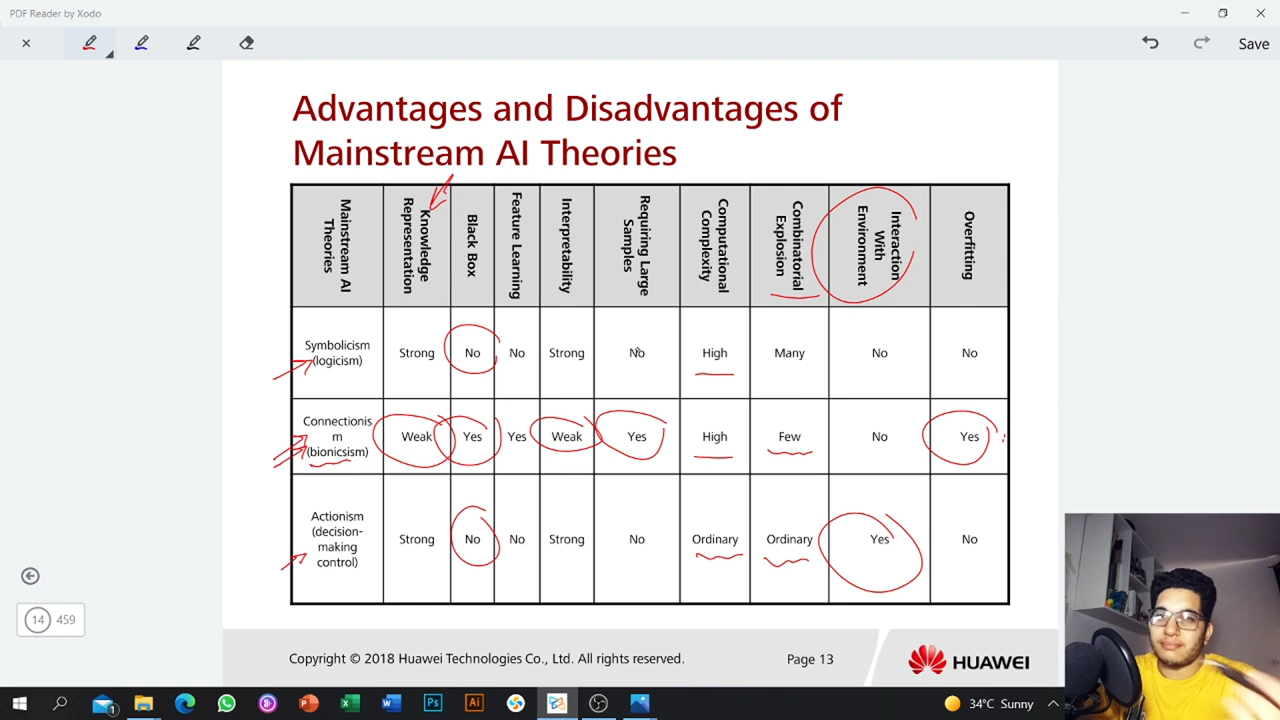 PDF Reader by Xodo
Save
Advantages and Disadvantages of
Mainstream AI Theories
Mainstream AI
Theories
Knowledge
Representation
Black Box
Feature Learning
Interpretability
Requiring Large
Samples
Computational
Complexity
Combinatorial
Explosion
Interaction
With
Environment
Overfitting
Symbolicism
(logicism)
Strong
No
No
Strong
No
High
Many
No
No
Connectionis
m
(bionicsism)
Weak
Yes
Yes
Weak
Yes
High
Few
No
Yes
Actionism
(decision-
making
control)
Strong
No
No
Strong
No
Ordinary
Ordinary
Yes
No
14 459
Copyright © 2018 Huawei Technologies Co., Ltd. All rights reserved.
Page 13
HUAWEI
1
Ps
Ai
34°C Sunny